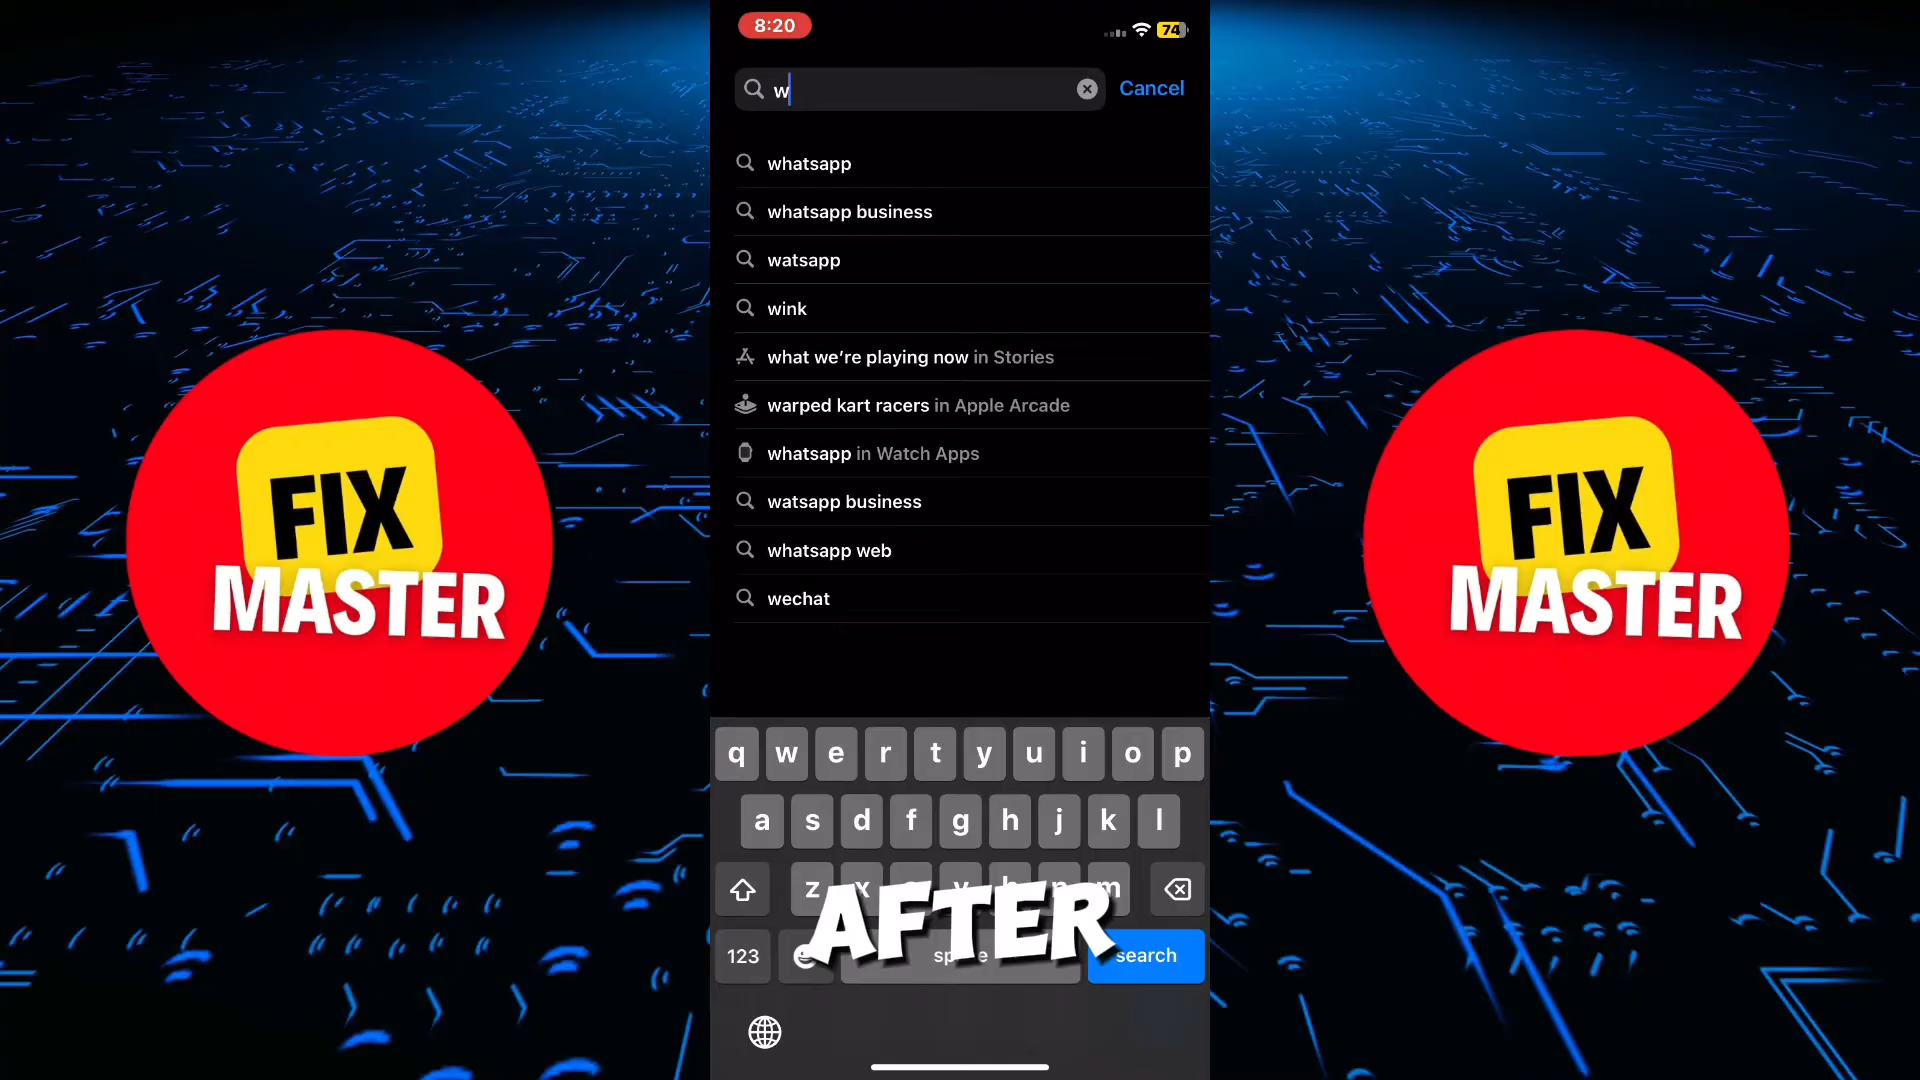 8:20
74
w
Cancel
whatsapp
whatsapp business
watsapp
wink
what we’re playing now in Stories
warped kart racers in Apple Arcade
whatsapp in Watch Apps
watsapp business
whatsapp web
wechat
FIX
MASTER
FIX
MASTER
q w e r t y u i o p
a s d f g h j k l
z x c v b n m
AFTER
123 space search